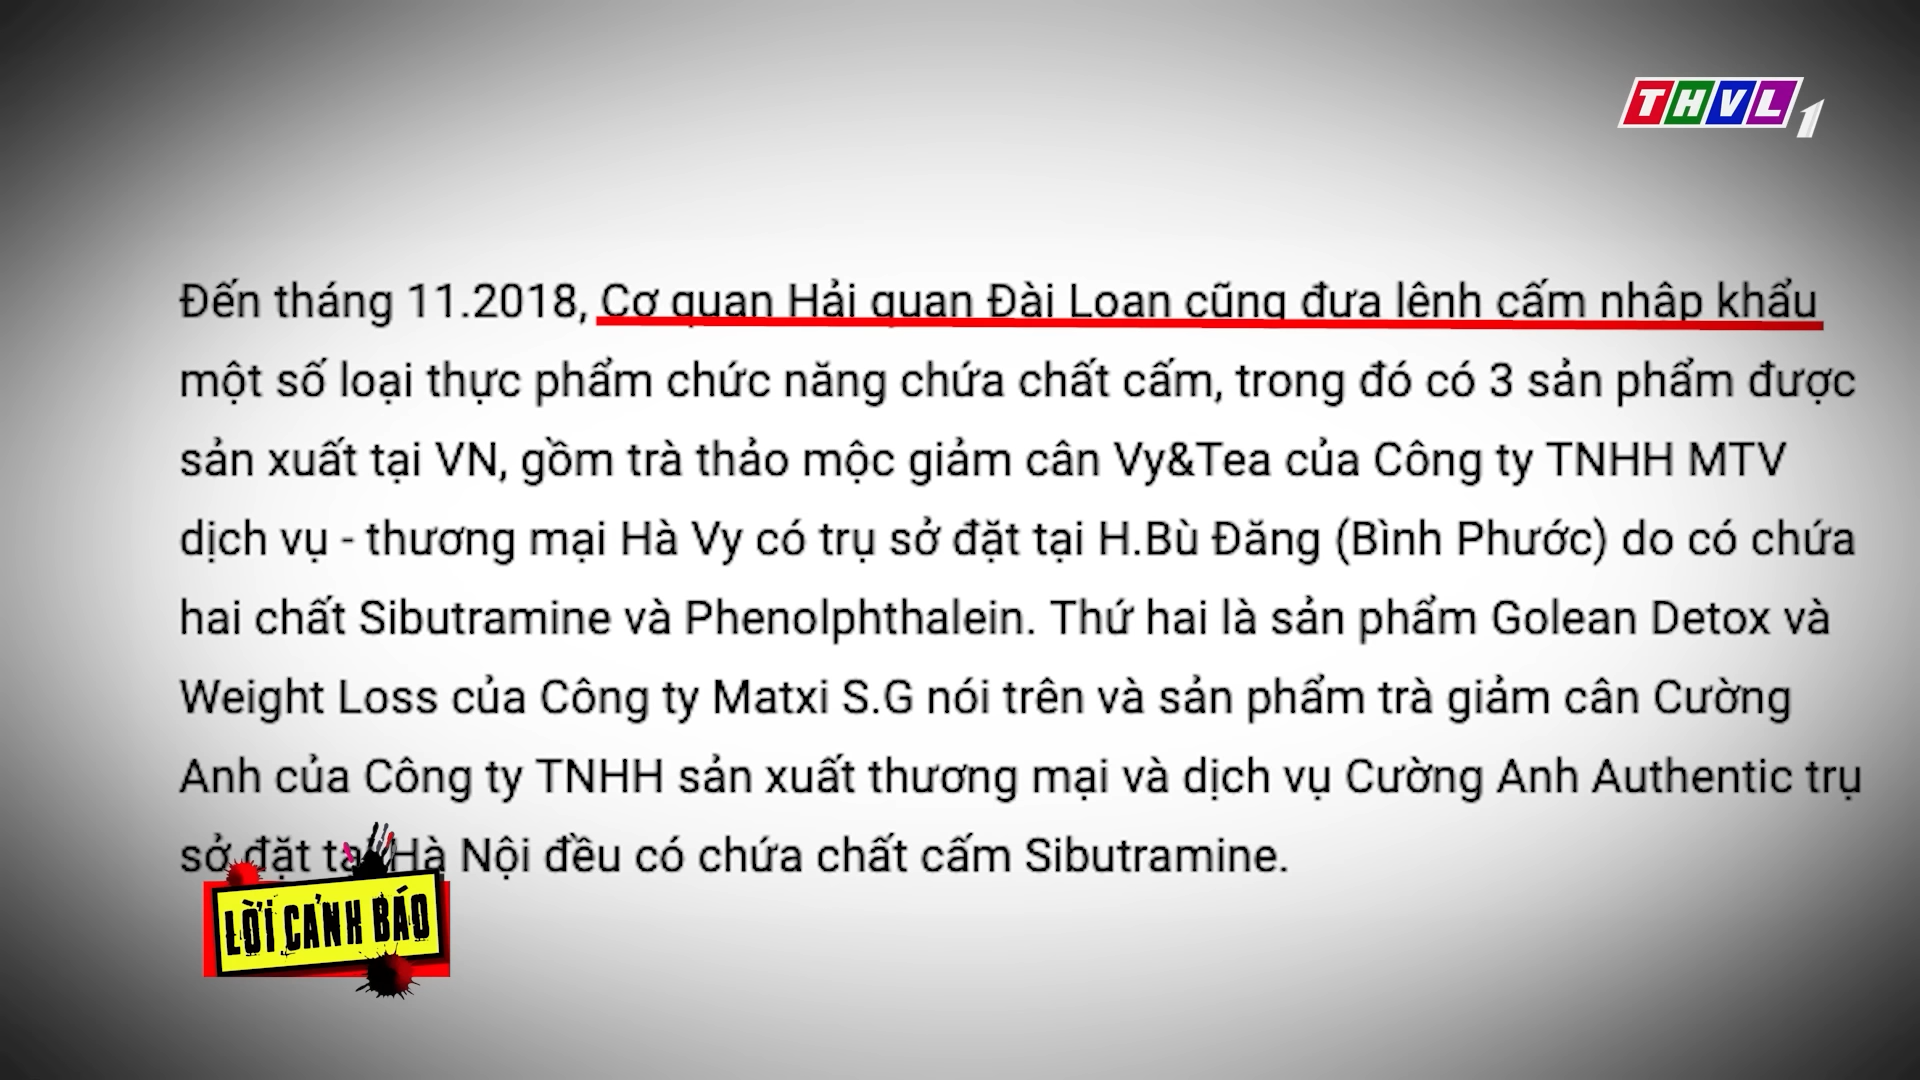 THVL1
Đến tháng 11.2018, Cơ quan Hải quan Đài Loan cũng đưa lệnh cấm nhập khẩu
một số loại thực phẩm chức năng chứa chất cấm, trong đó có 3 sản phẩm được
sản xuất tại VN, gồm trà thảo mộc giảm cân Vy&Tea của Công ty TNHH MTV
dịch vụ - thương mại Hà Vy có trụ sở đặt tại H.Bù Đăng (Bình Phước) do có chứa
hai chất Sibutramine và Phenolphthalein. Thứ hai là sản phẩm Golean Detox và
Weight Loss của Công ty Matxi S.G nói trên và sản phẩm trà giảm cân Cường
Anh của Công ty TNHH sản xuất thương mại và dịch vụ Cường Anh Authentic trụ
sở đặt tại Hà Nội đều có chứa chất cấm Sibutramine.
LỜI CẢNH BÁO